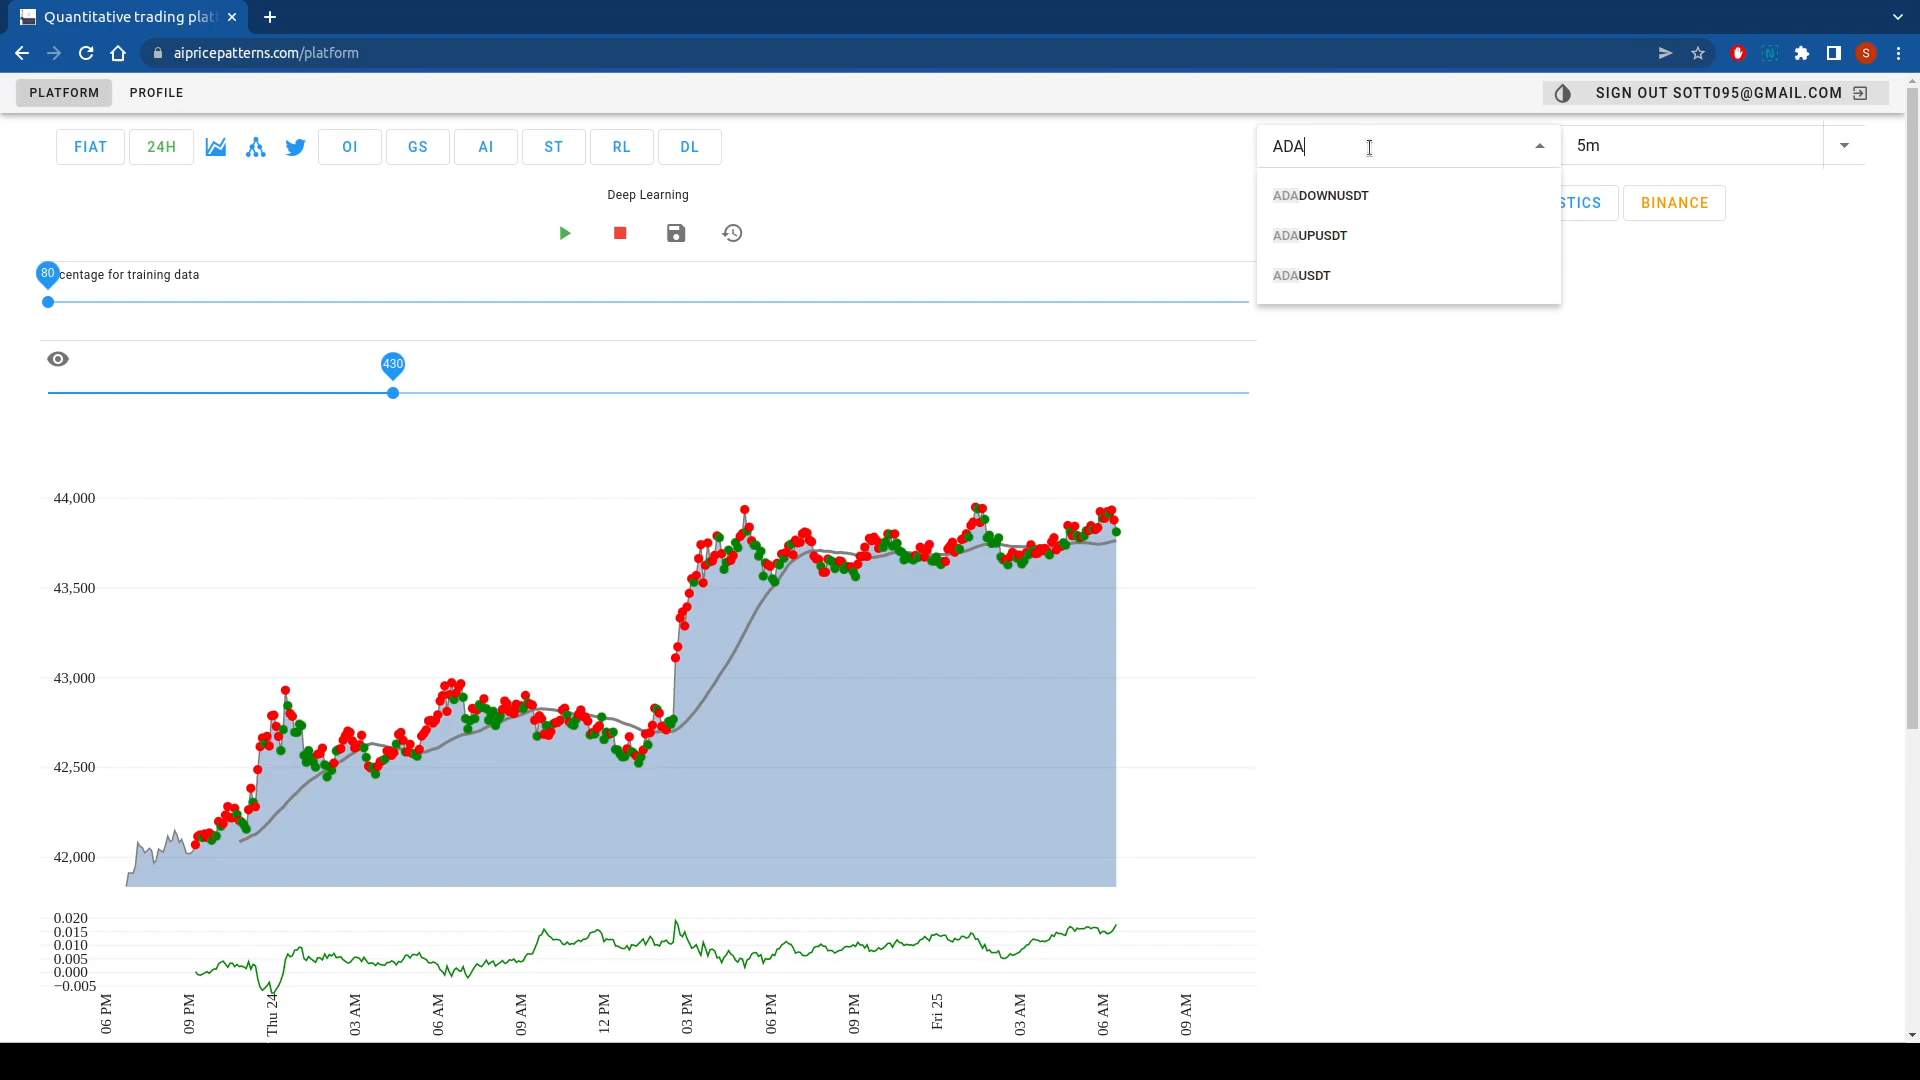 Quantitative trading plat
aipricepatterns.com/platform
S
PLATFORM PROFILE SIGN OUT SOTT095@GMAIL.COM
FIAT 24H OI GS AI ST RL DL ADA 5m
Deep Learning
ADADOWNUSDT
STICS BINANCE
ADAUPUSDT
80 centage for training data
ADAUSDT
430
44,000
43,500
43,000
42,500
42,000
0.020
0.015
0.010
0.005
0.000
−0.005
06 PM 09 PM Thu 24 03 AM 06 AM 09 AM 12 PM 03 PM 06 PM 09 PM Fri 25 03 AM 06 AM 09 AM